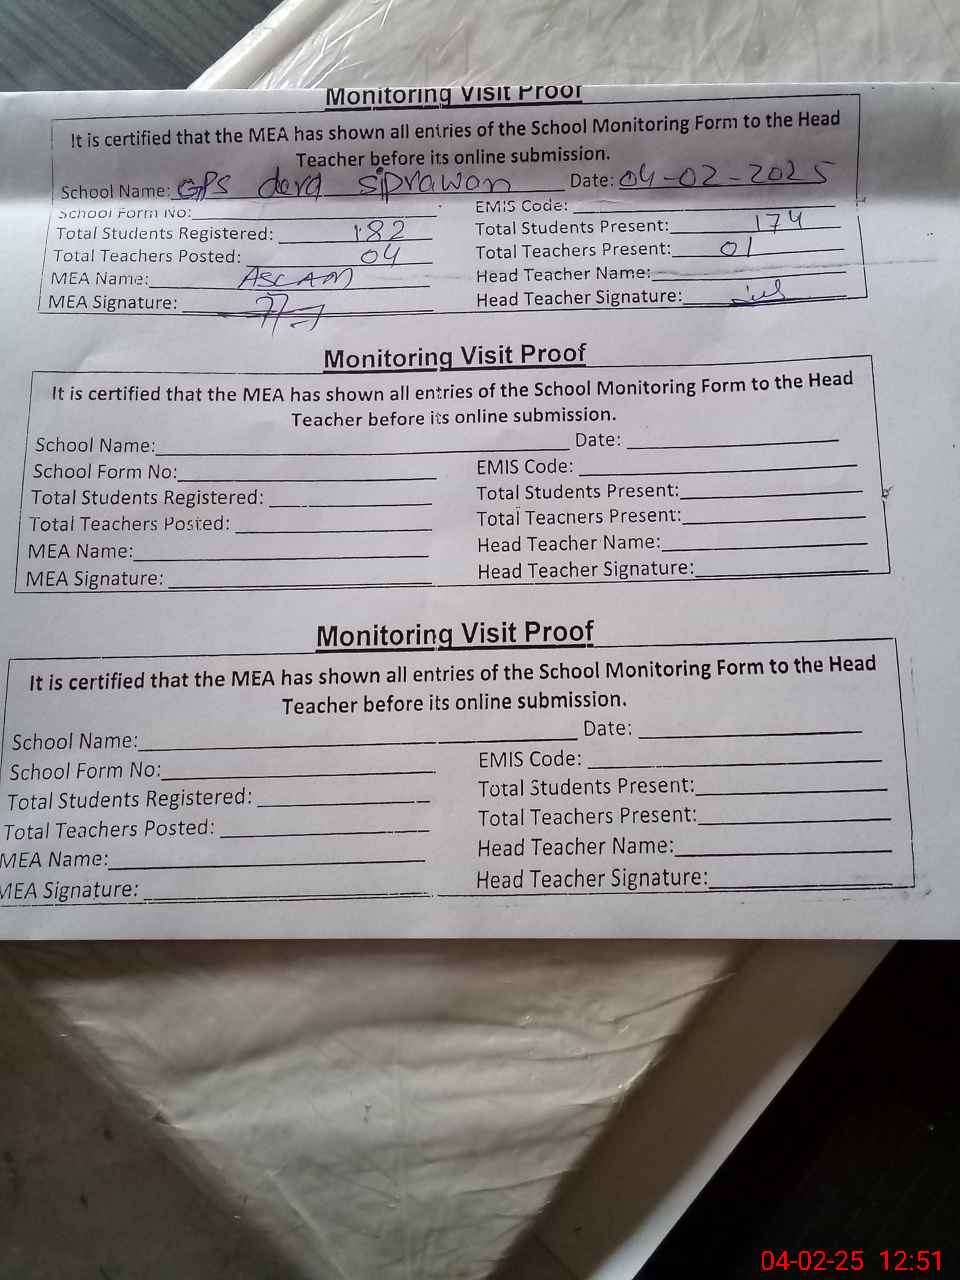 Monitoring Visit Proof
It is certified that the MEA has shown all entries of the School Monitoring Form to the Head
Teacher before its online submission.
School Name: GPS dera siprawan Date: 04-02-2025
School Form No: EMIS Code:
Total Students Registered: 182 Total Students Present: 174
Total Teachers Posted: 04 Total Teachers Present: 01
MEA Name: ASLAM Head Teacher Name:
MEA Signature: Head Teacher Signature:
Monitoring Visit Proof
It is certified that the MEA has shown all entries of the School Monitoring Form to the Head
Teacher before its online submission.
School Name: Date:
School Form No: EMIS Code:
Total Students Registered: Total Students Present:
Total Teachers Posted: Total Teachers Present:
MEA Name: Head Teacher Name:
MEA Signature: Head Teacher Signature:
Monitoring Visit Proof
It is certified that the MEA has shown all entries of the School Monitoring Form to the Head
Teacher before its online submission.
School Name: Date:
School Form No: EMIS Code:
Total Students Registered: Total Students Present:
Total Teachers Posted: Total Teachers Present:
MEA Name: Head Teacher Name:
MEA Signature: Head Teacher Signature:
04-02-25 12:51